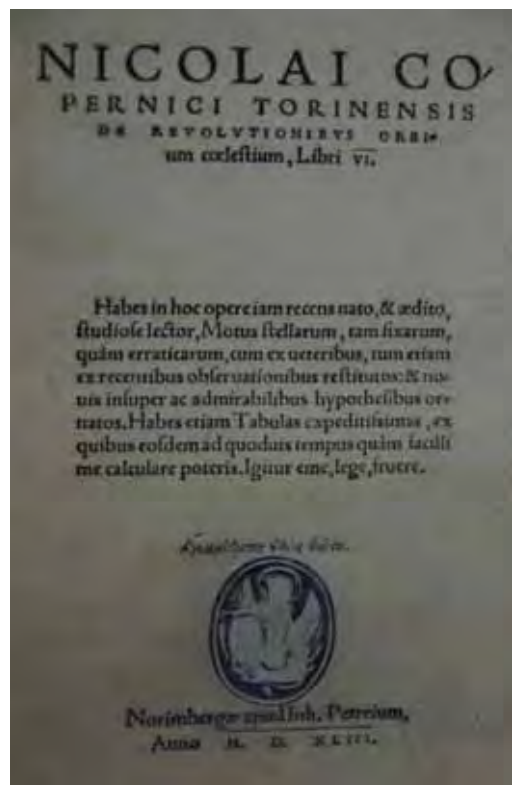 NICOLAI CO-
PERNICI TORINENSIS
DE REVOLVTIONIBVS ORBI-
um cœlestium, Libri VI.
Habes in hoc opere iam recens nato, & ædito,
studiose lector, Motus stellarum, tam fixarum,
quàm erraticarum, cum ex ueteribus, tum etiam
ex recentibus obseruationibus restitutos: & no-
uis insuper ac admirabilibus hypothesibus or-
natos. Habes etiam Tabulas expeditissimas, ex
quibus eosdem ad quoduis tempus quàm facilli
me calculare poteris. Igitur eme, lege, fruere.
Norimbergæ apud Ioh. Petreium,
Anno M. D. XLIII.